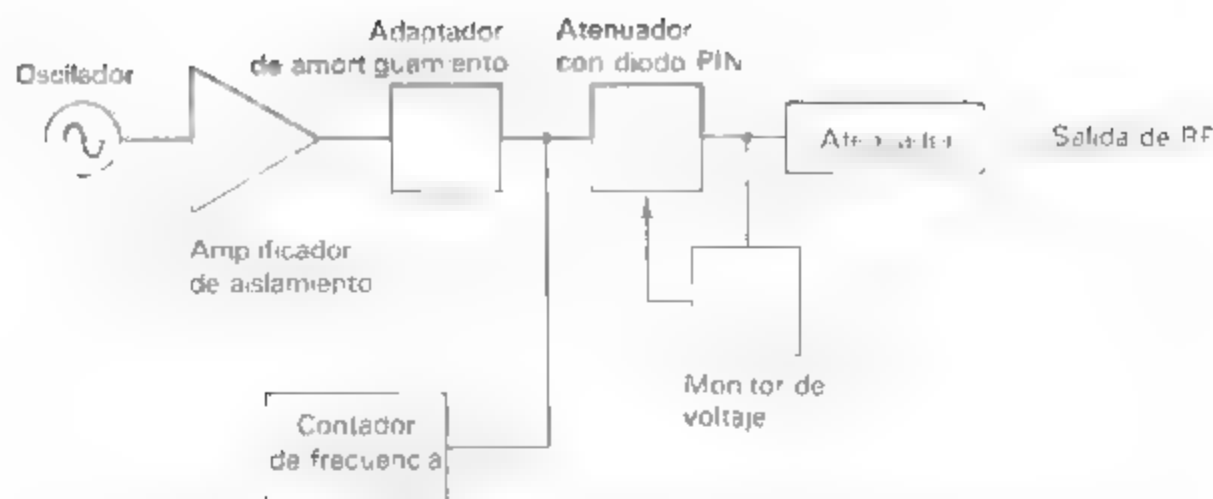 Oscilador
Adaptador
de amortiguamiento
Atenuador
con diodo PIN
Atenuador
Salida de RF
Amplificador
de aislamiento
Monitor de
voltaje
Contador
de frecuencia